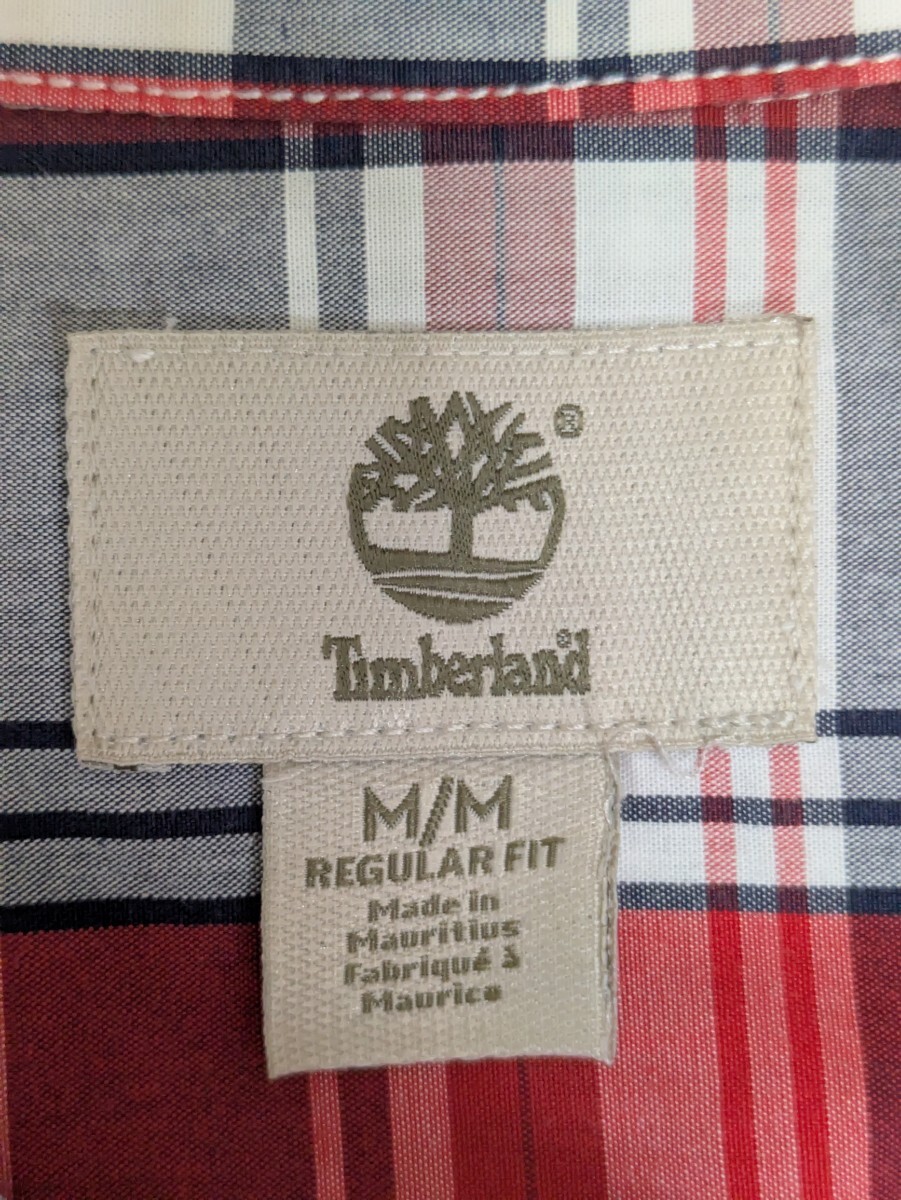 ®
Timberland®
M/M
REGULAR FIT
Made in
Mauritius
Fabriqué à
Maurice